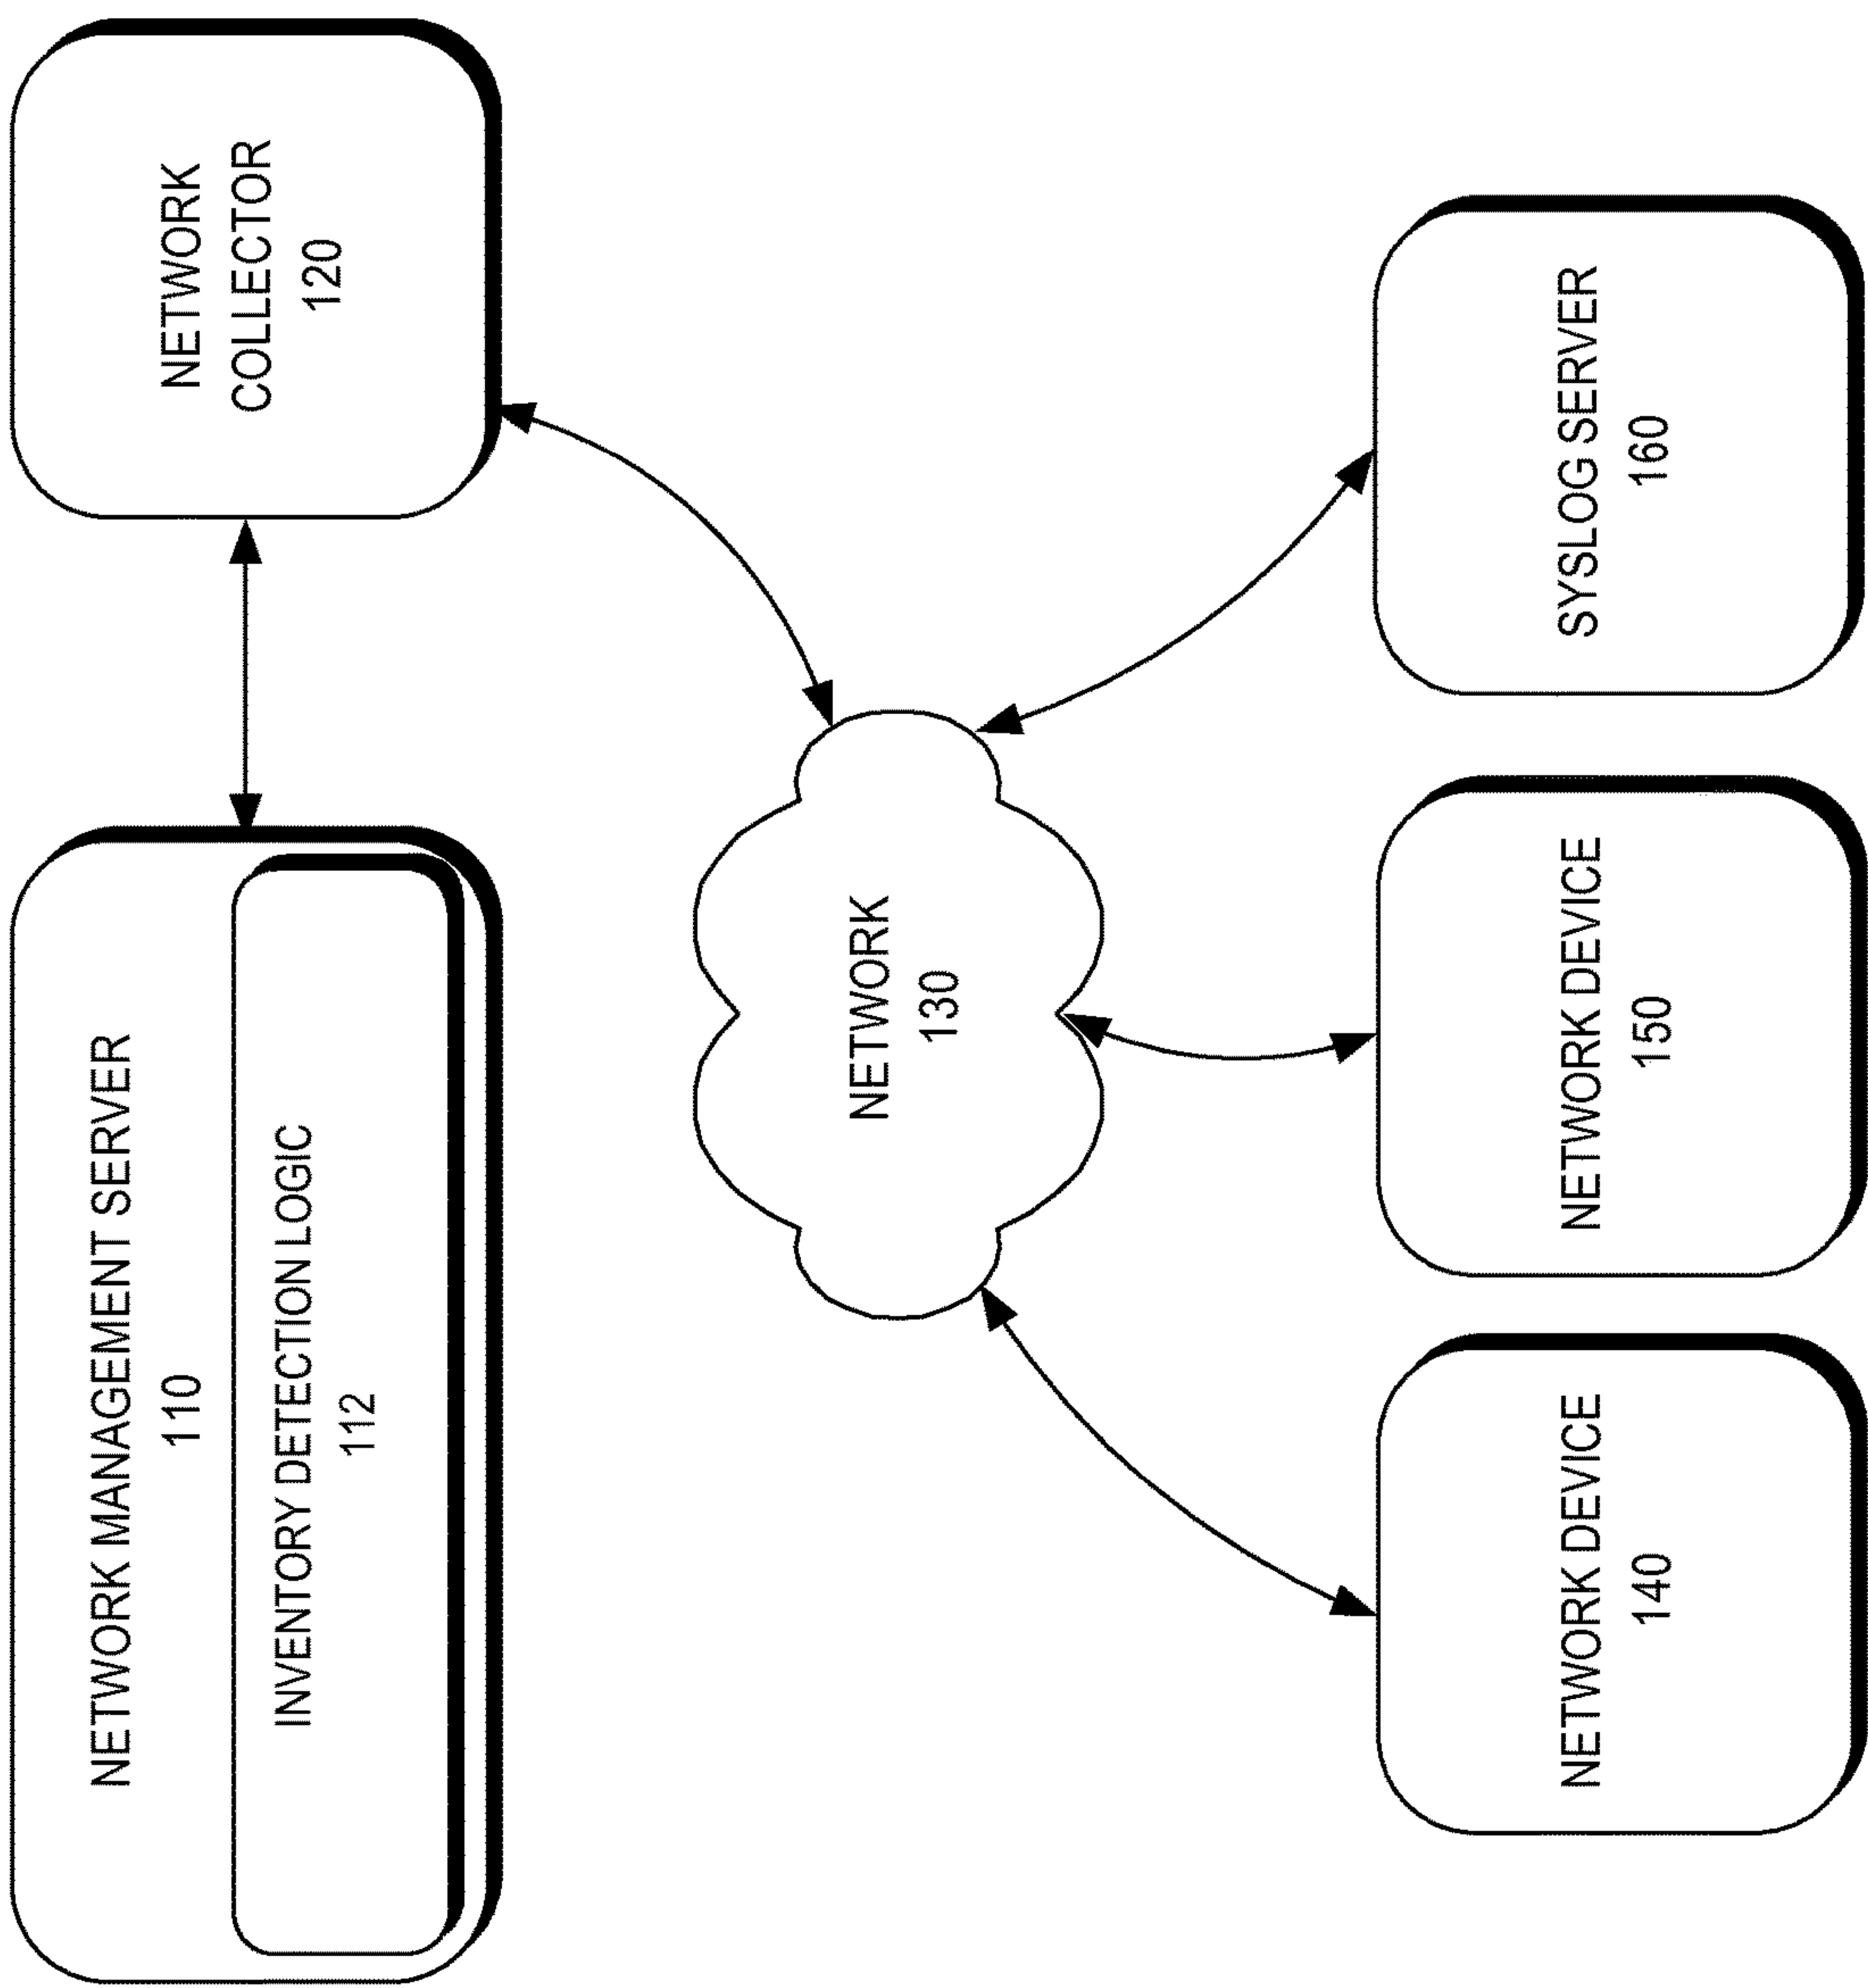 NETWORK MANAGEMENT SERVER
110
INVENTORY DETECTION LOGIC
112
NETWORK
COLLECTOR
120
NETWORK
130
NETWORK DEVICE
140
NETWORK DEVICE
150
SYSLOG SERVER
160